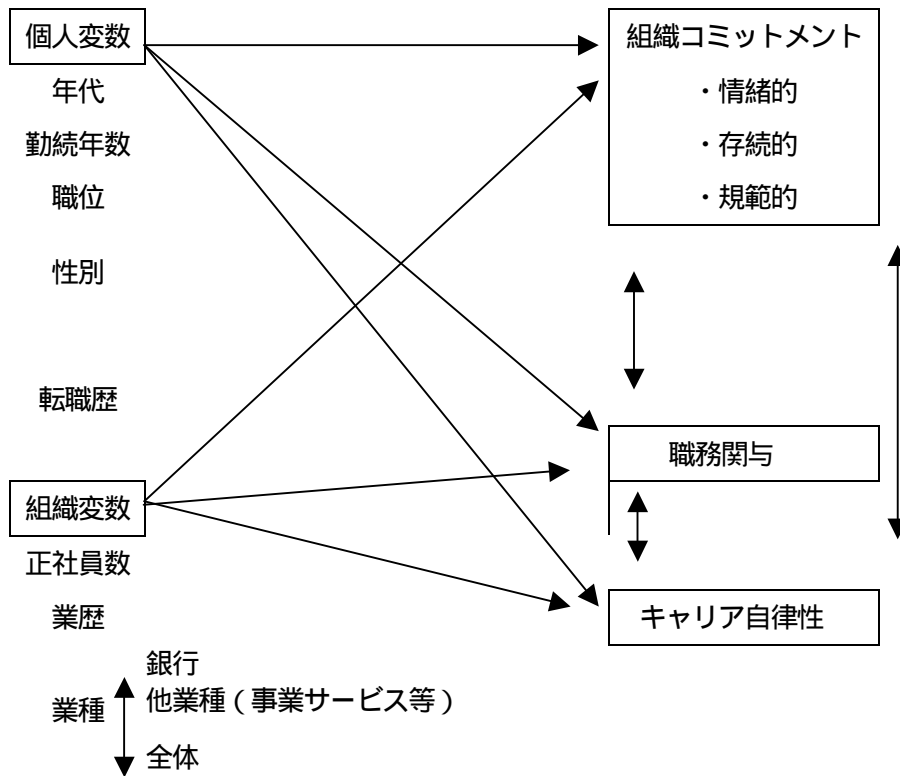 個人変数
年代
勤続年数
職位
性別
転職歴
組織変数
正社員数
業歴
業種
銀行
他業種（事業サービス等）
全体
組織コミットメント
・情緒的
・存続的
・規範的
職務関与
キャリア自律性